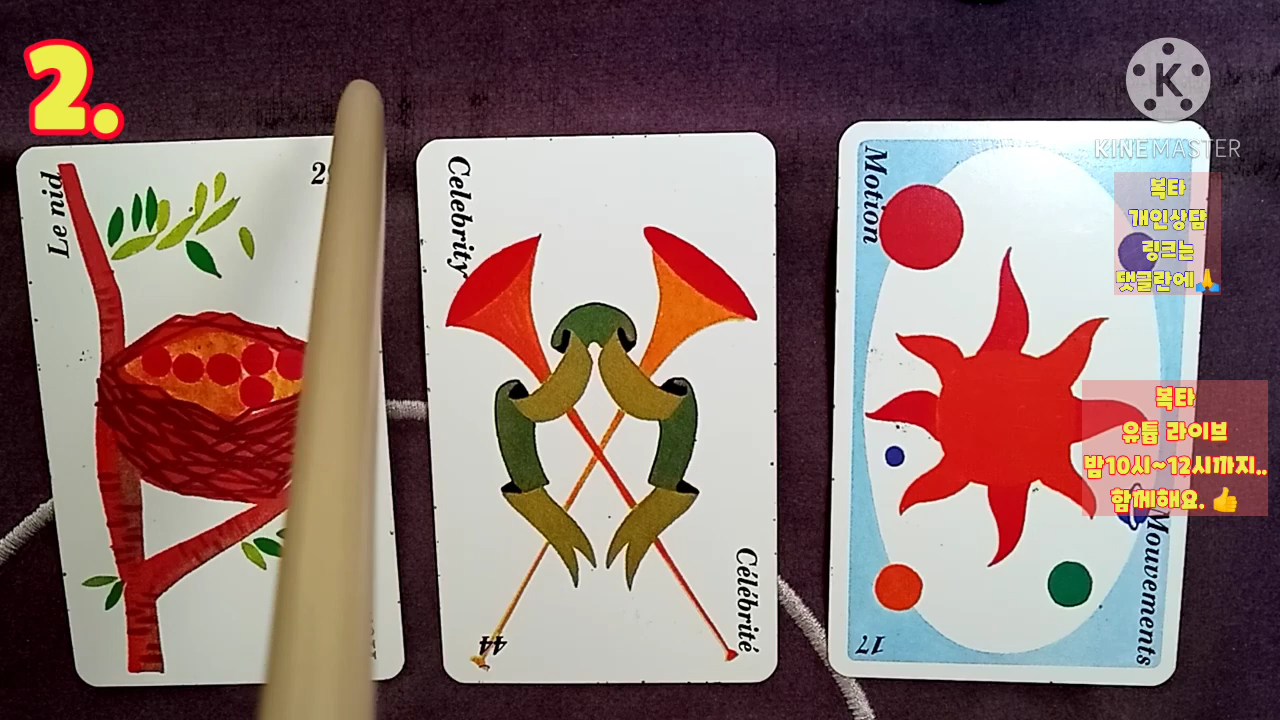 2.
Le nid
2
Celebrity
Célébrité
44
Motion
Mouvements
17
K
KINEMASTER
복타
개인상담
링크는
댓글란에🙏
복타
유튭 라이브
밤10시~12시까지..
함께해요. 👍